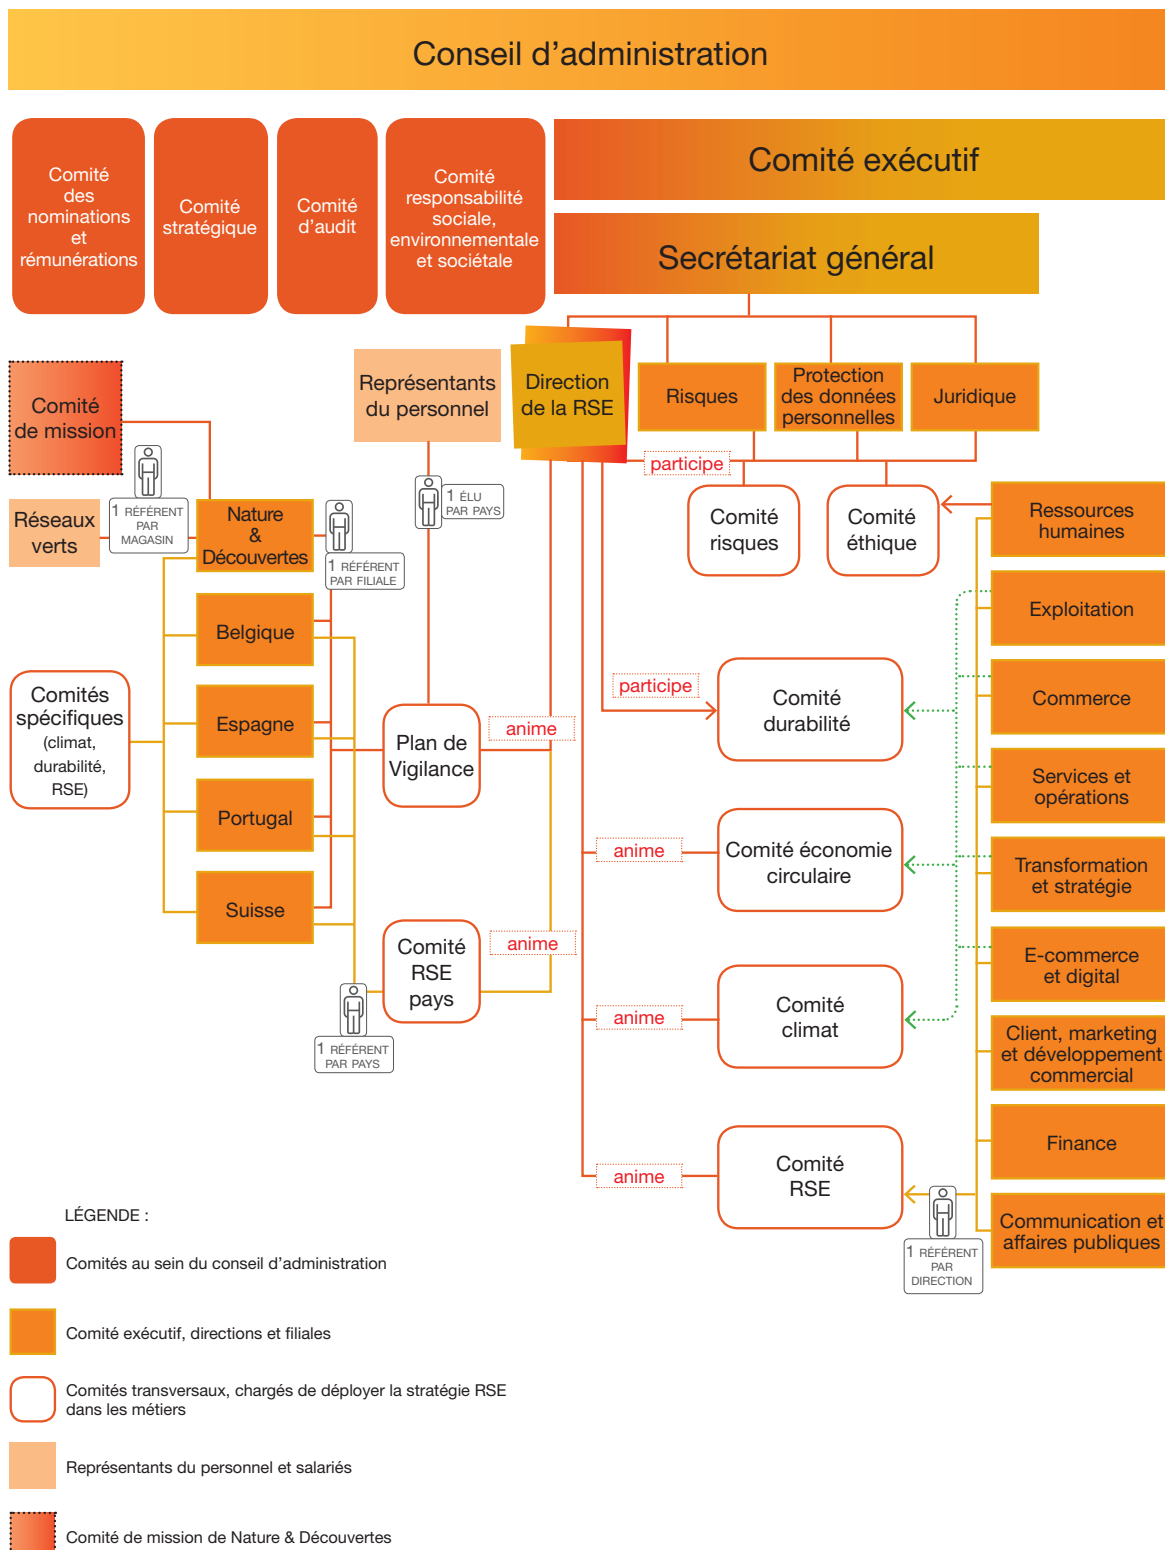 Conseil d’administration
Comité
des
nominations
et
rémunérations
Comité
stratégique
Comité
d’audit
Comité
responsabilité
sociale,
environnementale
et sociétale
Comité exécutif
Secrétariat général
Comité
de mission
Représentants
du personnel
Direction
de la RSE
Risques
Protection
des données
personnelles
Juridique
participe
1 ÉLU
PAR PAYS
Réseaux
verts
1 RÉFÉRENT
PAR
MAGASIN
Nature
&
Découvertes
1 RÉFÉRENT
PAR FILIALE
Comité
risques
Comité
éthique
Ressources
humaines
Belgique
Exploitation
Comités
spécifiques
(climat,
durabilité,
RSE)
Espagne
Plan de
Vigilance
anime
participe
Comité
durabilité
Commerce
Portugal
Services et
opérations
anime
Comité économie
circulaire
Transformation
et stratégie
Suisse
Comité
RSE
pays
anime
E-commerce
et digital
1 RÉFÉRENT
PAR PAYS
anime
Comité
climat
Client, marketing
et développement
commercial
Finance
anime
Comité
RSE
1 RÉFÉRENT
PAR
DIRECTION
Communication et
affaires publiques
LÉGENDE :
Comités au sein du conseil d’administration
Comité exécutif, directions et filiales
Comités transversaux, chargés de déployer la stratégie RSE
dans les métiers
Représentants du personnel et salariés
Comité de mission de Nature & Découvertes